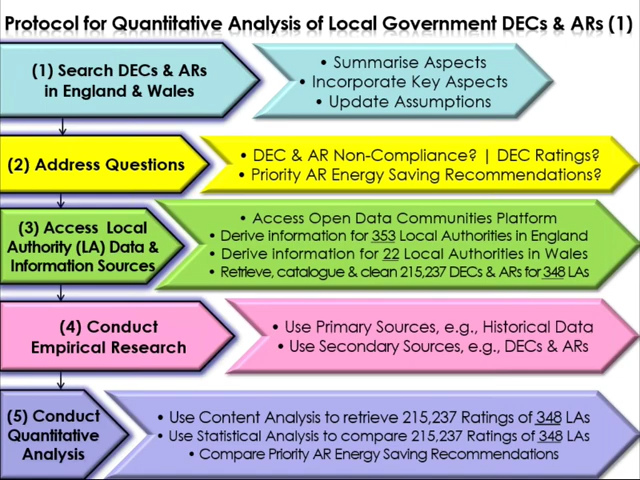 Protocol for Quantitative Analysis of Local Government DECs & ARs (1)
(1) Search DECs & ARs
in England & Wales
• Summarise Aspects
• Incorporate Key Aspects
• Update Assumptions
(2) Address Questions
• DEC & AR Non-Compliance? | DEC Ratings?
• Priority AR Energy Saving Recommendations?
(3) Access Local
Authority (LA) Data &
Information Sources
• Access Open Data Communities Platform
• Derive information for 353 Local Authorities in England
• Derive information for 22 Local Authorities in Wales
• Retrieve, catalogue & clean 215,237 DECs & ARs for 348 LAs
(4) Conduct
Empirical Research
• Use Primary Sources, e.g., Historical Data
• Use Secondary Sources, e.g., DECs & ARs
(5) Conduct
Quantitative
Analysis
• Use Content Analysis to retrieve 215,237 Ratings of 348 LAs
• Use Statistical Analysis to compare 215,237 Ratings of 348 LAs
• Compare Priority AR Energy Saving Recommendations